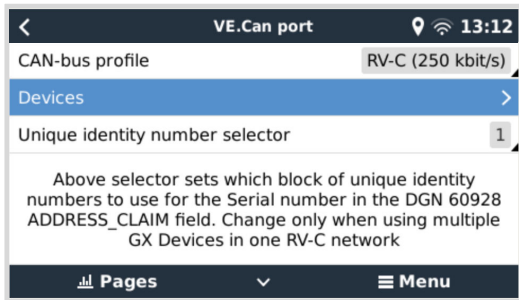 VE.Can port 13:12
CAN-bus profile RV-C (250 kbit/s)
Devices
Unique identity number selector 1
Above selector sets which block of unique identity
numbers to use for the Serial number in the DGN 60928
ADDRESS_CLAIM field. Change only when using multiple
GX Devices in one RV-C network
Pages Menu